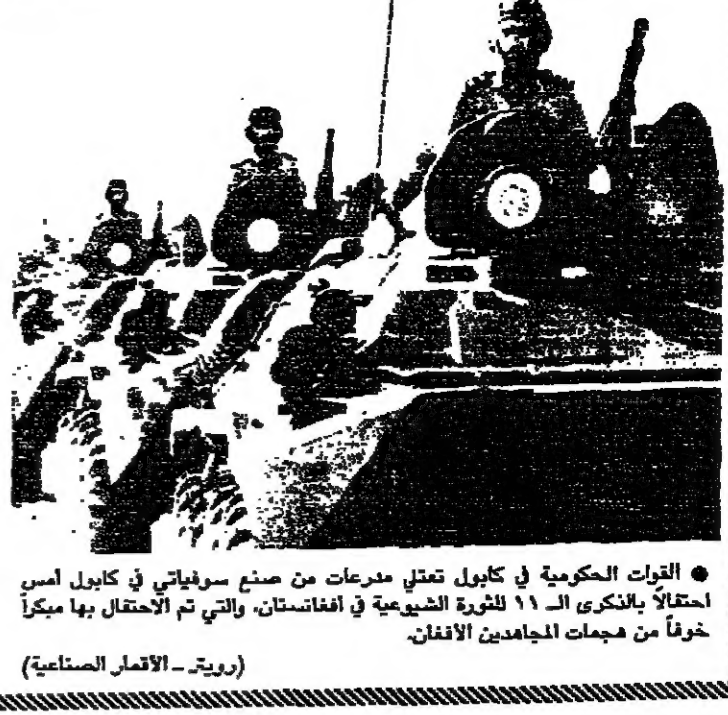 ● القوات الحكومية في كابول تعتلي مدرعات من صنع سوفياتي في كابول أمس
احتفالاً بالذكرى الـ ١١ للثورة الشيوعية في أفغانستان، والتي تم الاحتفال بها مبكراً
خوفاً من هجمات المجاهدين الأفغان.
(رويتر ــ الأقمار الصناعية)